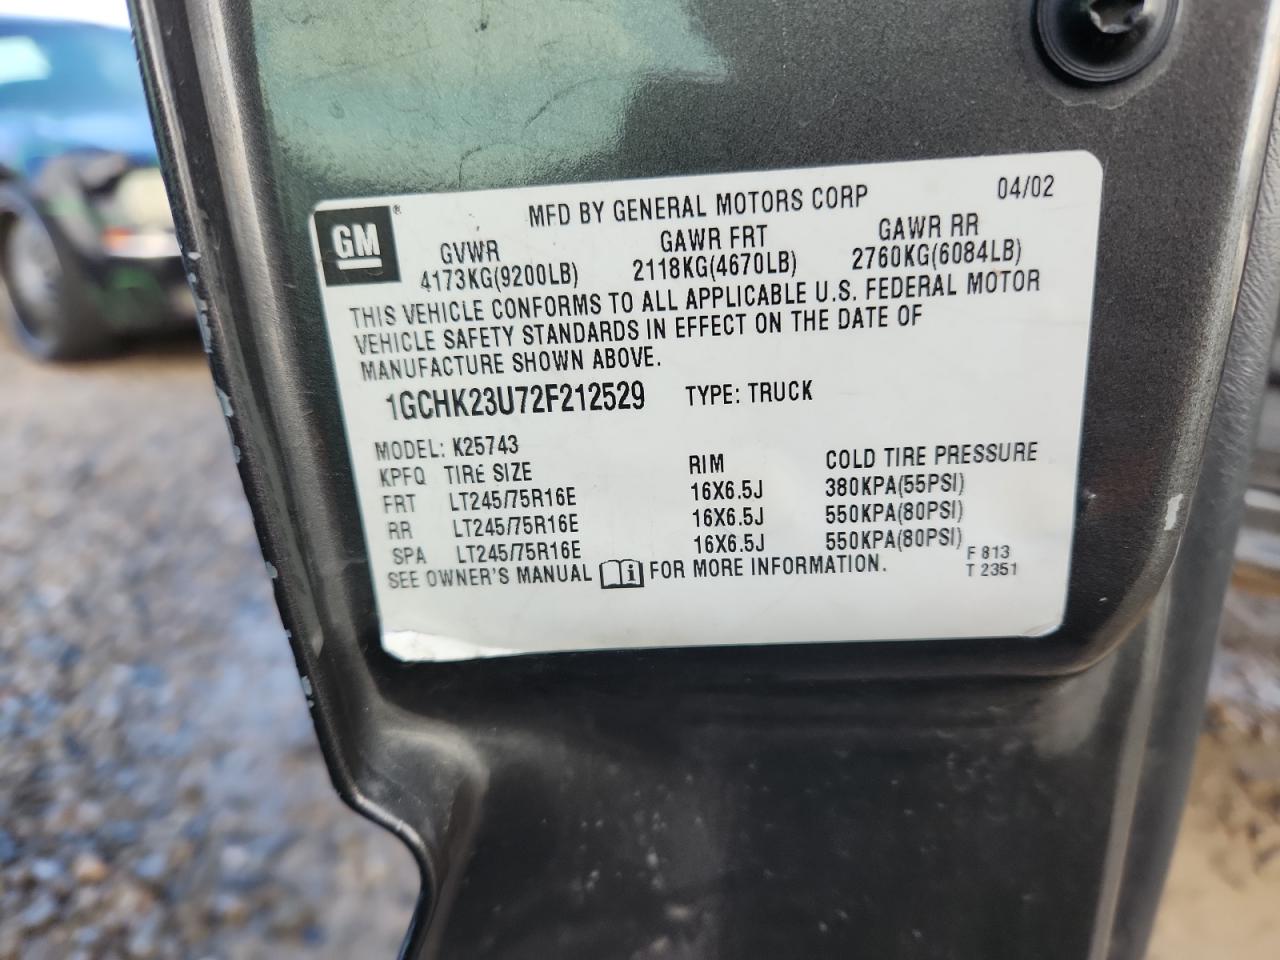 GM®
MFD BY GENERAL MOTORS CORP 04/02
GVWR GAWR FRT GAWR RR
4173KG(9200LB) 2118KG(4670LB) 2760KG(6084LB)
THIS VEHICLE CONFORMS TO ALL APPLICABLE U.S. FEDERAL MOTOR
VEHICLE SAFETY STANDARDS IN EFFECT ON THE DATE OF
MANUFACTURE SHOWN ABOVE.
1GCHK23U72F212529 TYPE: TRUCK
MODEL: K25743
KPFQ TIRE SIZE RIM COLD TIRE PRESSURE
FRT LT245/75R16E 16X6.5J 380KPA(55PSI)
RR LT245/75R16E 16X6.5J 550KPA(80PSI)
SPA LT245/75R16E 16X6.5J 550KPA(80PSI)
SEE OWNER'S MANUAL i FOR MORE INFORMATION.
F 813
T 2351